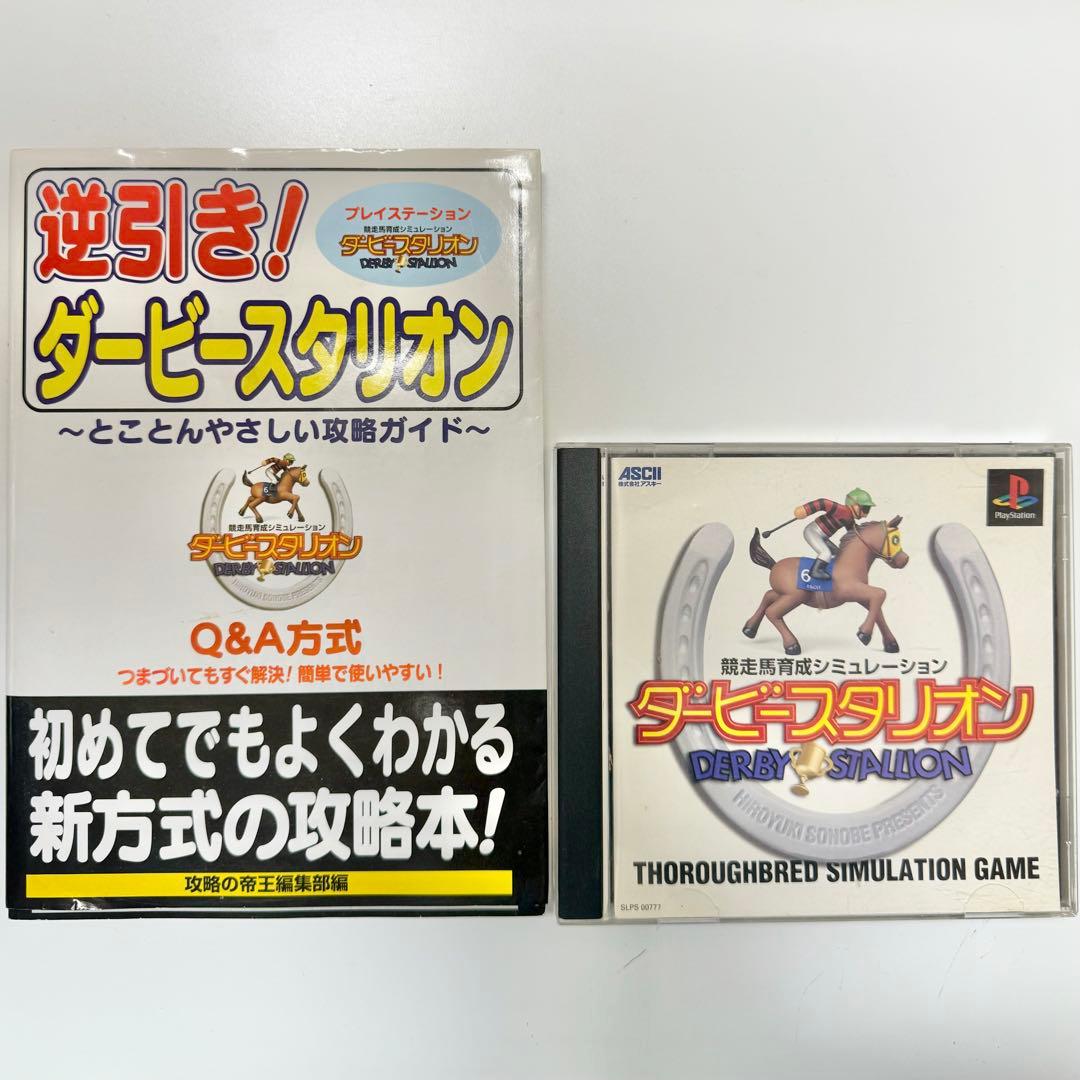 逆引き!
プレイステーション
競走馬育成シミュレーション
ダービースタリオン
DERBY STALLION
ダービースタリオン
~とことんやさしい攻略ガイド~
6
競走馬育成シミュレーション
ダービースタリオン
DERBY STALLION
HIROYUKI SONOBE PRESENTS
Q&A方式
つまづいてもすぐ解決!簡単で使いやすい!
初めてでもよくわかる
新方式の攻略本!
攻略の帝王編集部編
ASCII
株式会社アスキー
PlayStation
6
競走馬育成シミュレーション
ダービースタリオン
DERBY STALLION
HIROYUKI SONOBE PRESENTS
THOROUGHBRED SIMULATION GAME
SLPS 00777